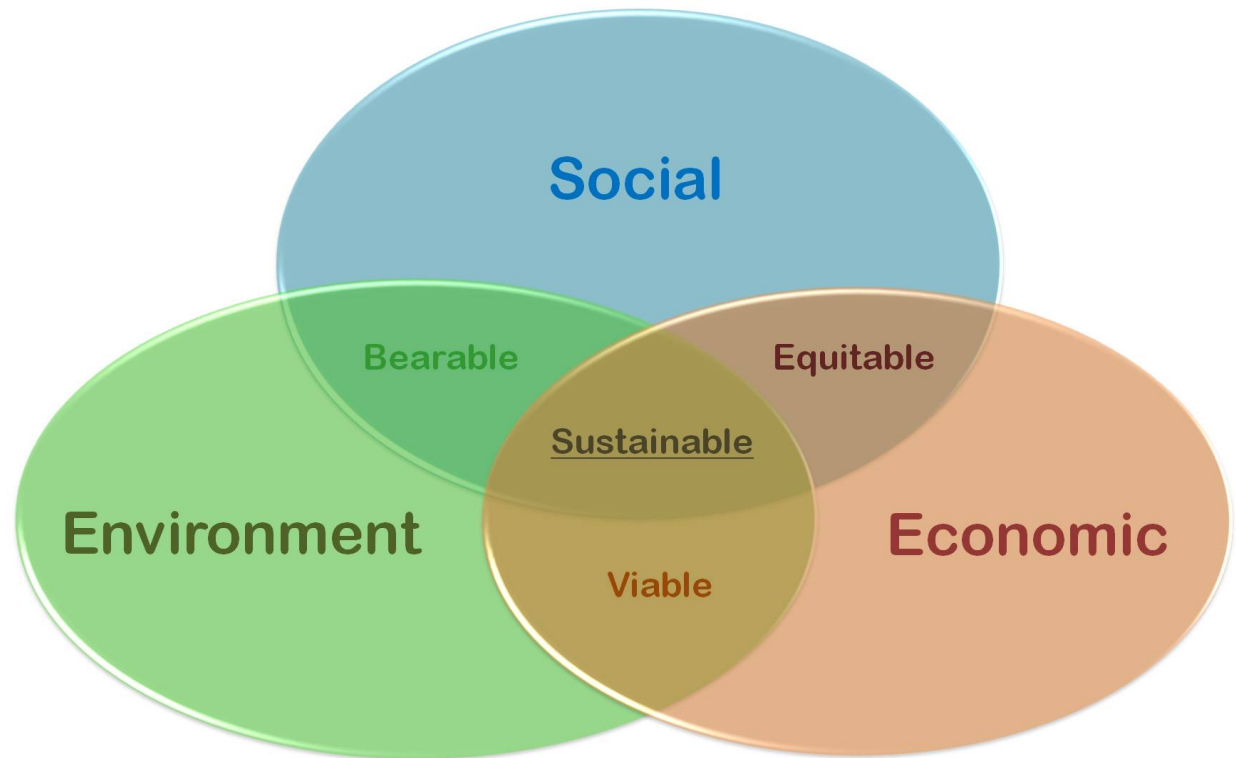 Social
Bearable
Equitable
Sustainable
Environment
Economic
Viable